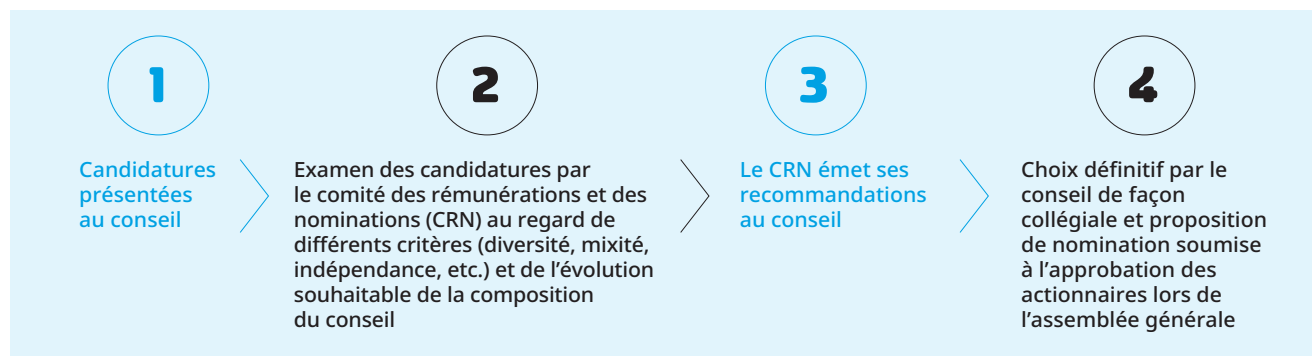 1
Candidatures
présentées
au conseil
2
Examen des candidatures par
le comité des rémunérations et des
nominations (CRN) au regard de
différents critères (diversité, mixité,
indépendance, etc.) et de l’évolution
souhaitable de la composition
du conseil
3
Le CRN émet ses
recommandations
au conseil
4
Choix définitif par le
conseil de façon
collégiale et proposition
de nomination soumise
à l’approbation des
actionnaires lors de
l’assemblée générale